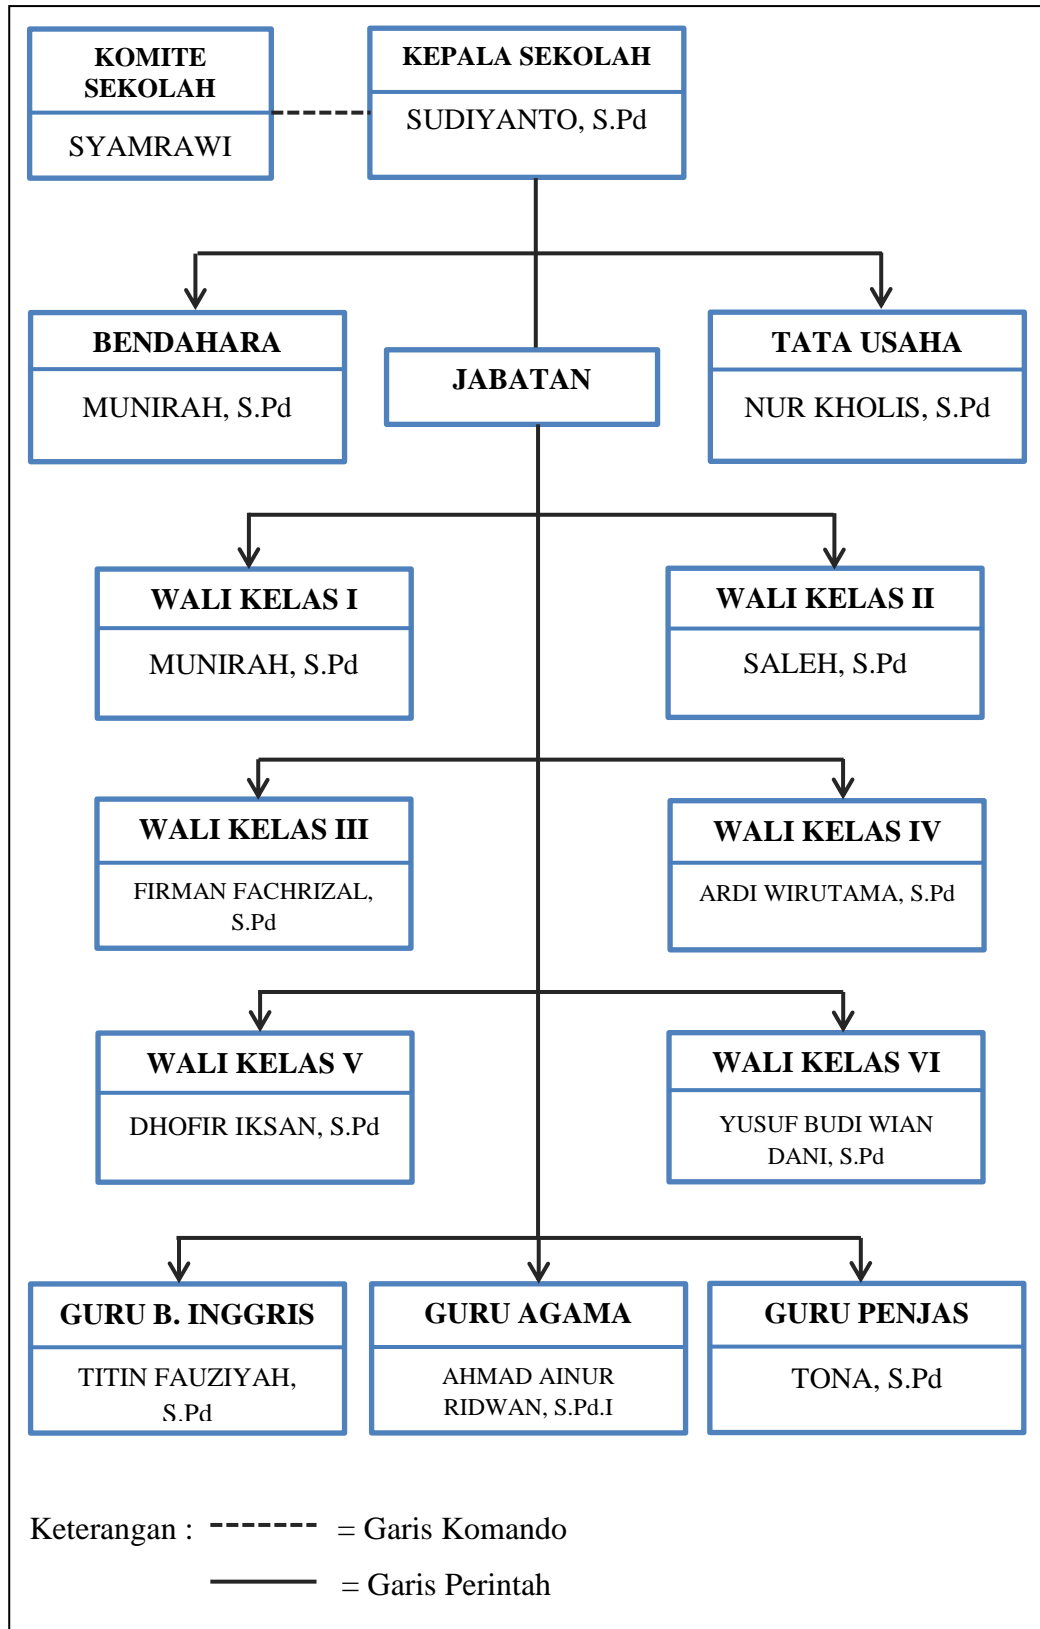 KOMITE
SEKOLAH
SYAMRAWI
KEPALA SEKOLAH
SUDIYANTO, S.Pd
BENDAHARA
MUNIRAH, S.Pd
JABATAN
TATA USAHA
NUR KHOLIS, S.Pd
WALI KELAS I
MUNIRAH, S.Pd
WALI KELAS II
SALEH, S.Pd
WALI KELAS III
FIRMAN FACHRIZAL,
S.Pd
WALI KELAS IV
ARDI WIRUTAMA, S.Pd
WALI KELAS V
DHOFIR IKSAN, S.Pd
WALI KELAS VI
YUSUF BUDI WIAN
DANI, S.Pd
GURU B. INGGRIS
TITIN FAUZIYAH,
S.Pd
GURU AGAMA
AHMAD AINUR
RIDWAN, S.Pd.I
GURU PENJAS
TONA, S.Pd
Keterangan : = Garis Komando
= Garis Perintah